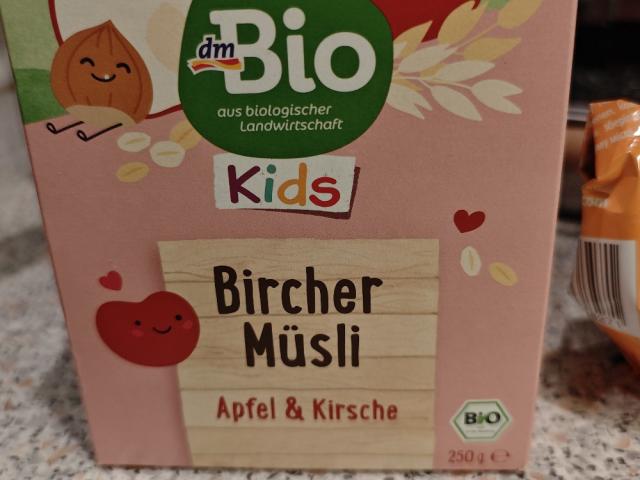 dm
Bio
aus biologischer
Landwirtschaft
Kids
Bircher
Müsli
Apfel & Kirsche
BIO
250 g ℮